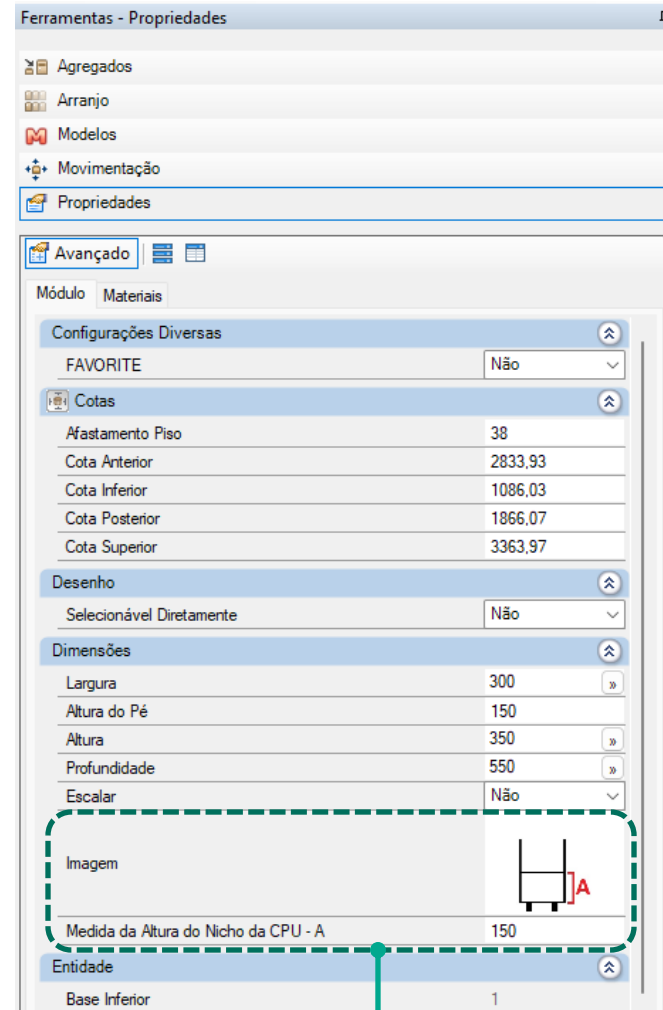 Ferramentas - Propriedades
Agregados
Arranjo
Modelos
Movimentação
Propriedades
Avançado
Módulo Materiais
Configurações Diversas
FAVORITE Não
Cotas
Afastamento Piso 38
Cota Anterior 2833,93
Cota Inferior 1086,03
Cota Posterior 1866,07
Cota Superior 3363,97
Desenho
Selecionável Diretamente Não
Dimensões
Largura 300 »
Altura do Pé 150
Altura 350 »
Profundidade 550 »
Escalar Não
Imagem A
Medida da Altura do Nicho da CPU - A 150
Entidade
Base Inferior 1